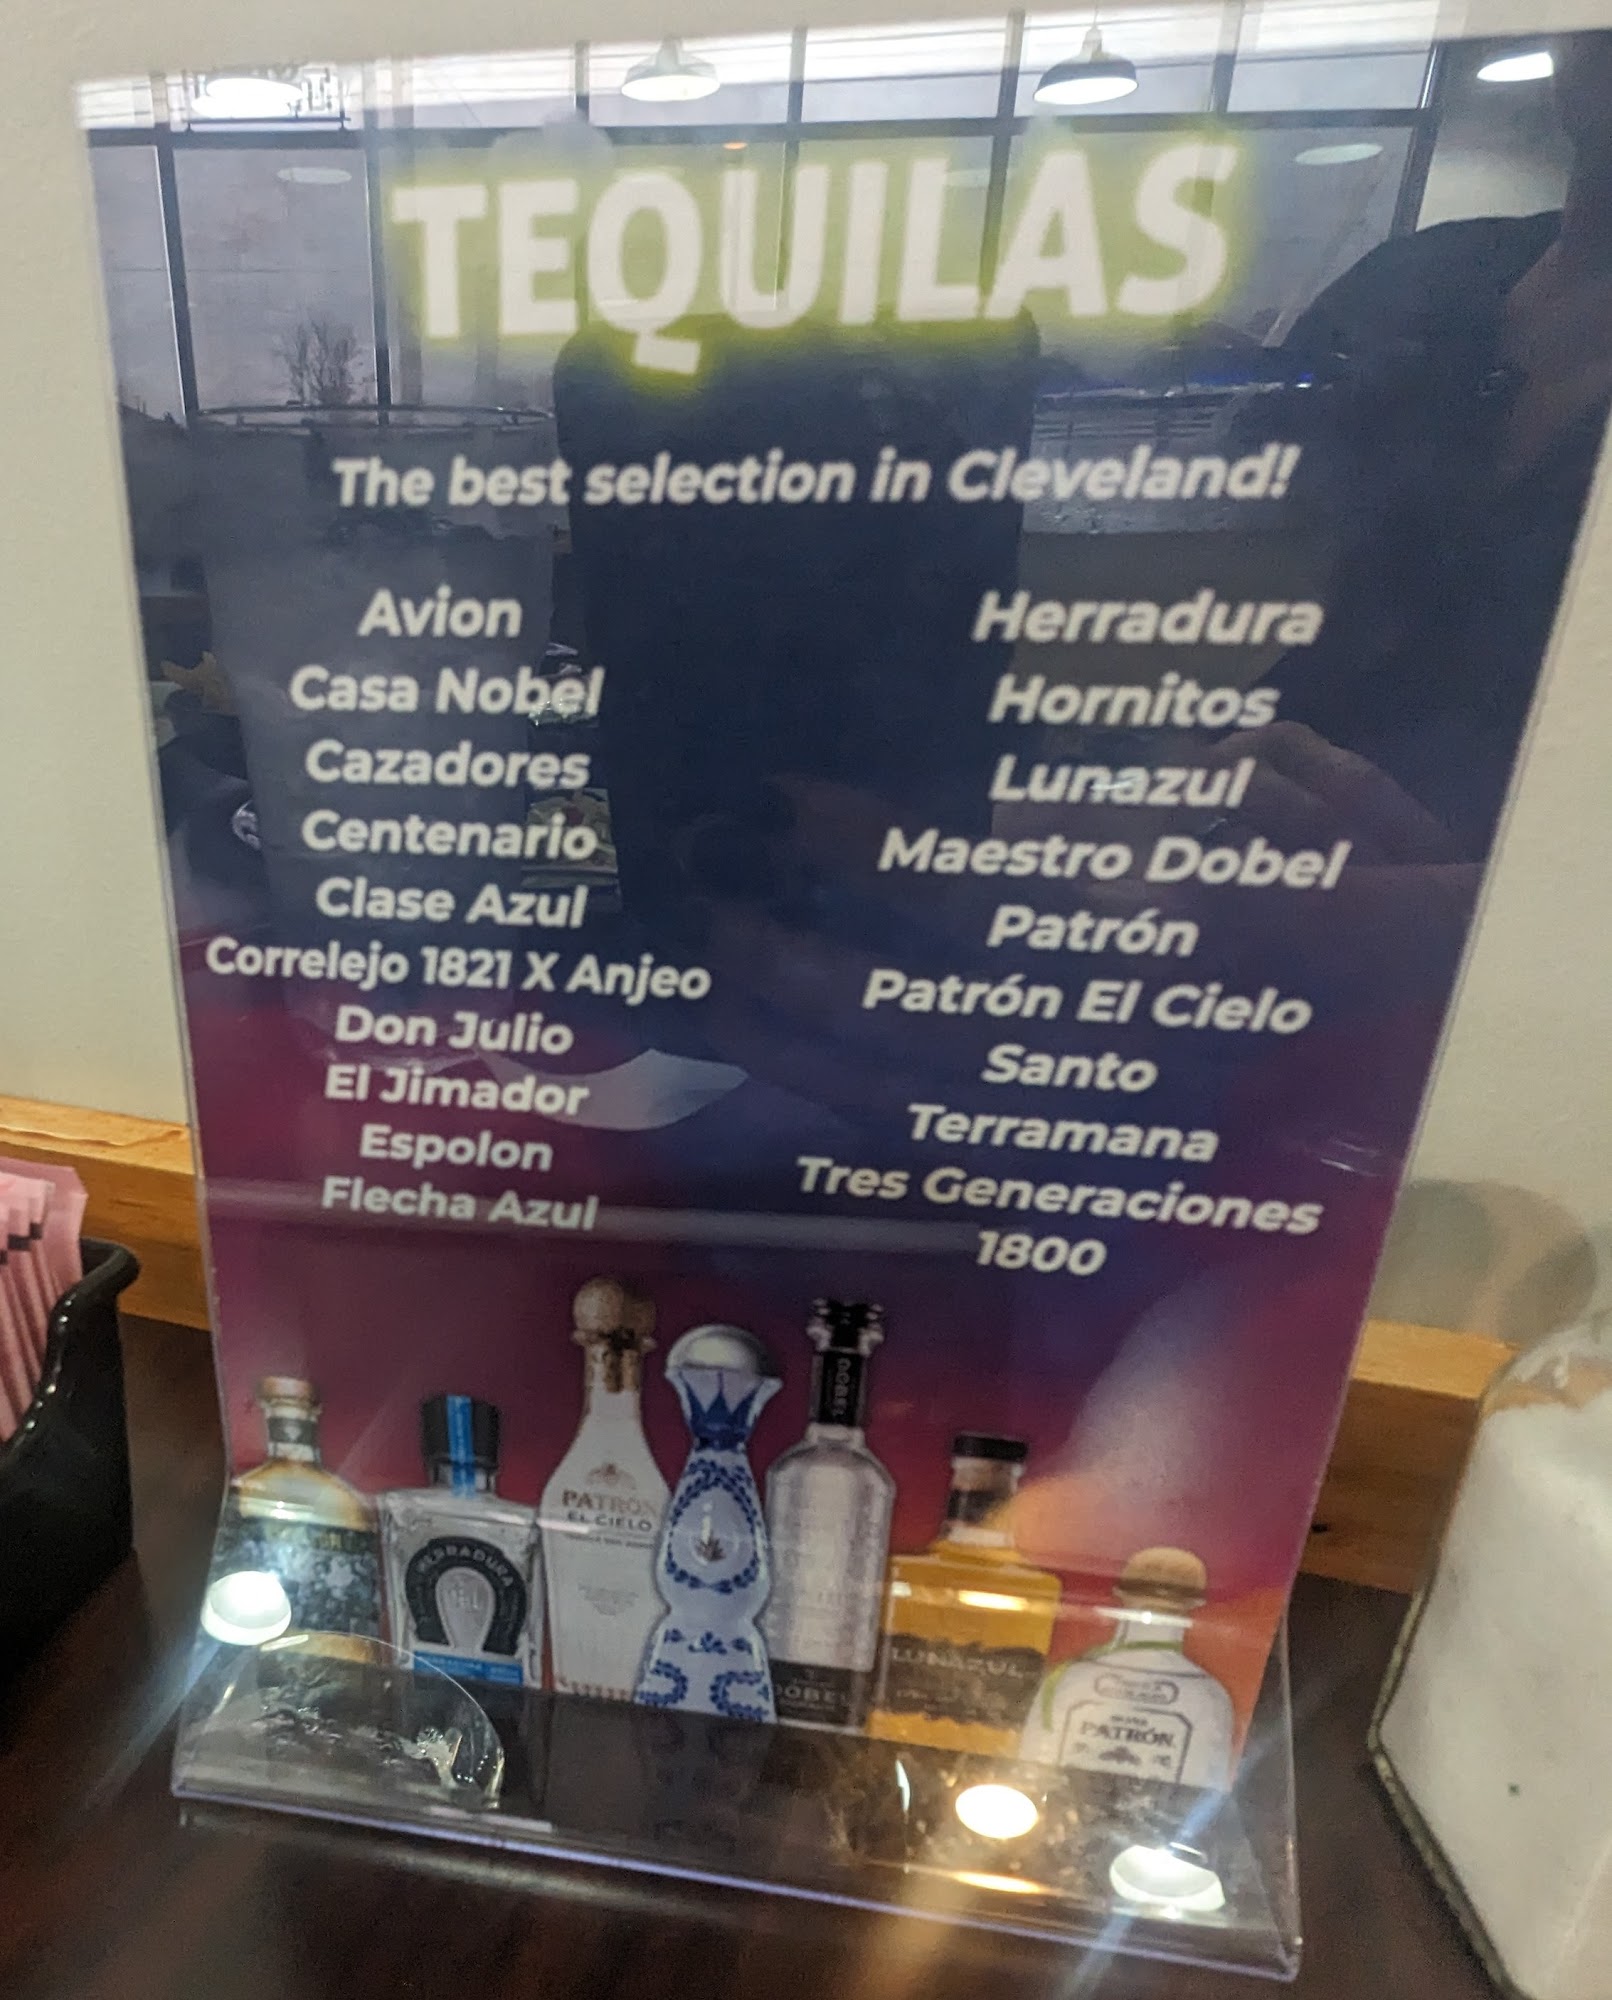 TEQUILAS
The best selection in Cleveland!
Avion
Casa Nobel
Cazadores
Centenario
Clase Azul
Correlejo 1821 X Anjeo
Don Julio
El Jimador
Espolon
Flecha Azul
Herradura
Hornitos
Lunazul
Maestro Dobel
Patrón
Patrón El Cielo
Santo
Terramana
Tres Generaciones
1800
DOBEL
PATRÓN
EL CIELO
HERRADURA
DOBEL
LUNAZUL
PATRÓN